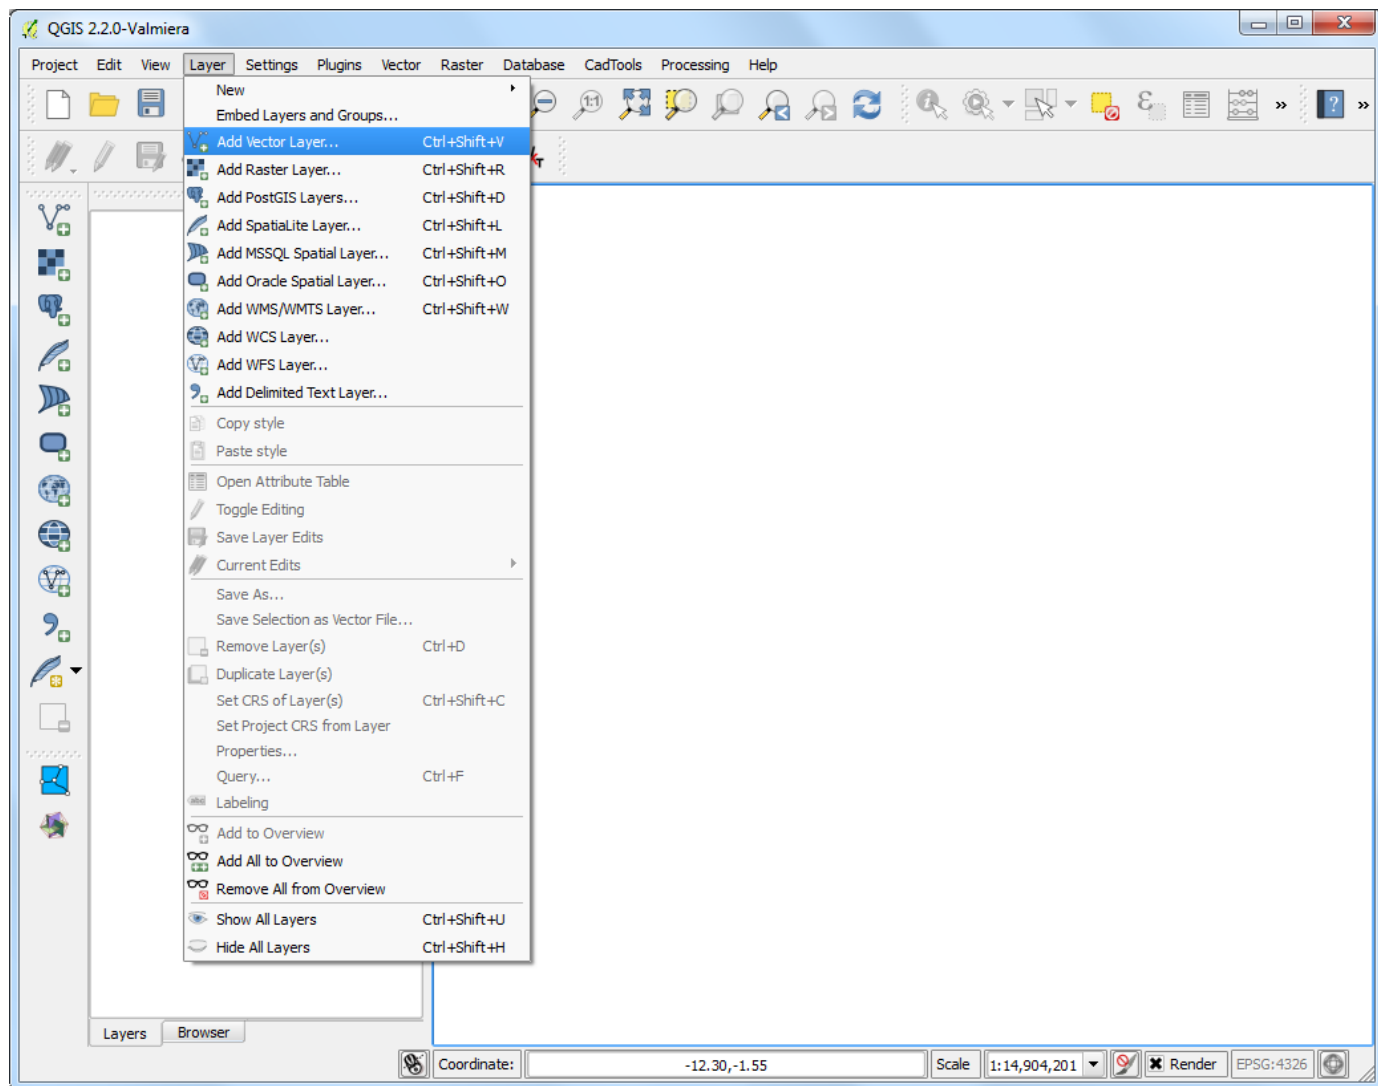 QGIS 2.2.0-Valmiera
Project Edit View Layer Settings Plugins Vector Raster Database CadTools Processing Help
New
Embed Layers and Groups...
Add Vector Layer... Ctrl+Shift+V
Add Raster Layer... Ctrl+Shift+R
Add PostGIS Layers... Ctrl+Shift+D
Add SpatiaLite Layer... Ctrl+Shift+L
Add MSSQL Spatial Layer... Ctrl+Shift+M
Add Oracle Spatial Layer... Ctrl+Shift+O
Add WMS/WMTS Layer... Ctrl+Shift+W
Add WCS Layer...
Add WFS Layer...
Add Delimited Text Layer...
Copy style
Paste style
Open Attribute Table
Toggle Editing
Save Layer Edits
Current Edits
Save As...
Save Selection as Vector File...
Remove Layer(s) Ctrl+D
Duplicate Layer(s)
Set CRS of Layer(s) Ctrl+Shift+C
Set Project CRS from Layer
Properties...
Query... Ctrl+F
Labeling
Add to Overview
Add All to Overview
Remove All from Overview
Show All Layers Ctrl+Shift+U
Hide All Layers Ctrl+Shift+H
Layers Browser
Coordinate: -12.30,-1.55 Scale 1:14,904,201 Render EPSG:4326